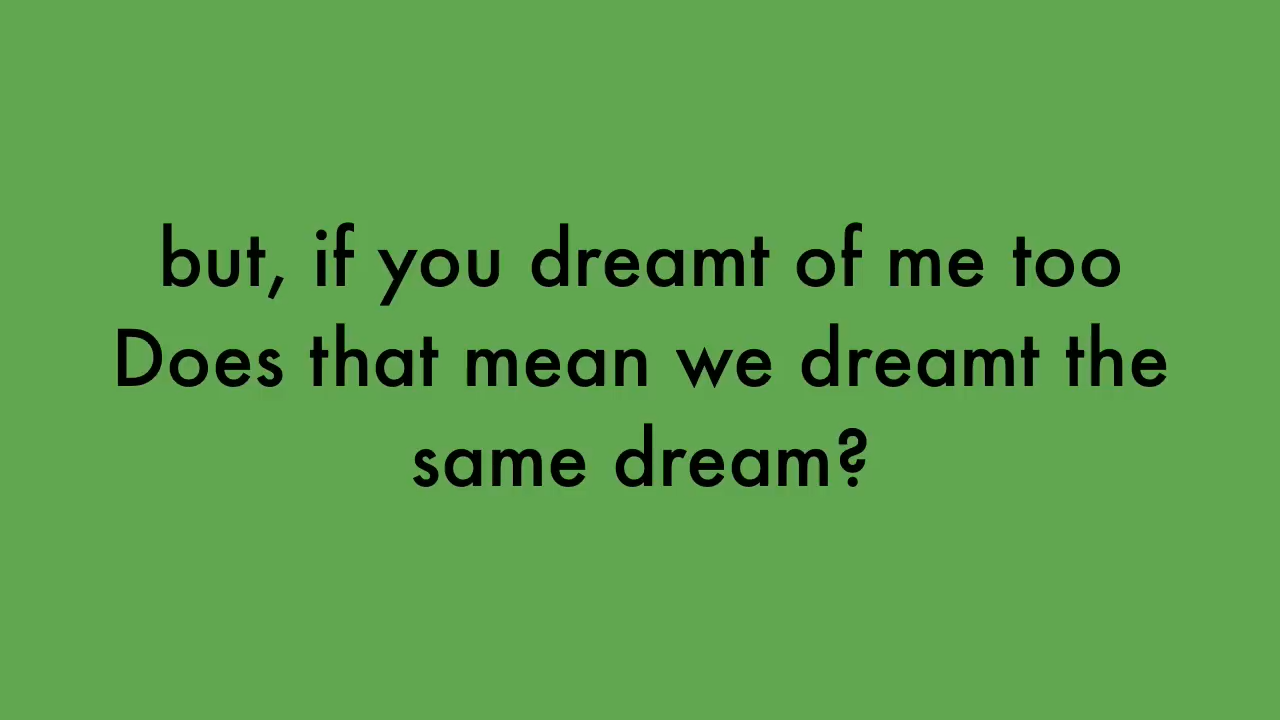 but, if you dreamt of me too
Does that mean we dreamt the
same dream?